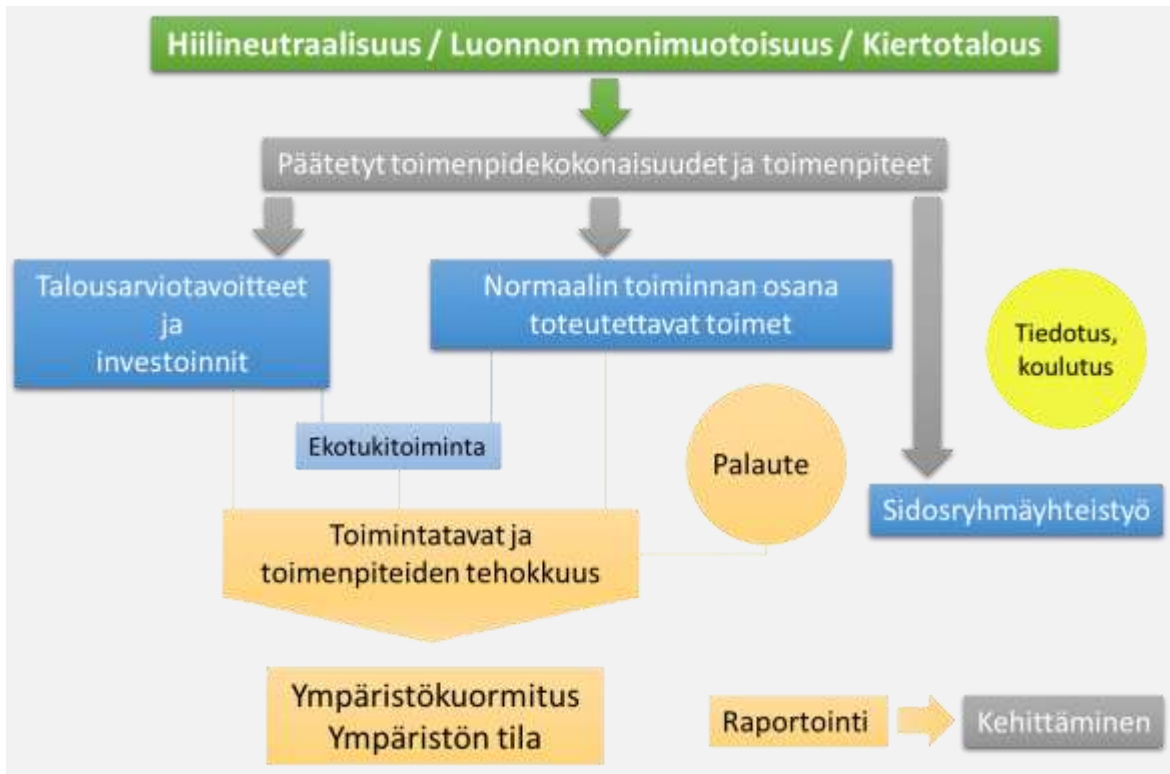 Hiilineutraalisuus / Luonnon monimuotoisuus / Kiertotalous
Päätetyt toimenpidekokonaisuudet ja toimenpiteet
Talousarviotavoitteet
ja
investoinnit
Normaalin toiminnan osana
toteutettavat toimet
Tiedotus,
koulutus
Ekotukitoiminta
Palaute
Sidosryhmäyhteistyö
Toimintatavat ja
toimenpiteiden tehokkuus
Ympäristökuormitus
Ympäristön tila
Raportointi
Kehittäminen